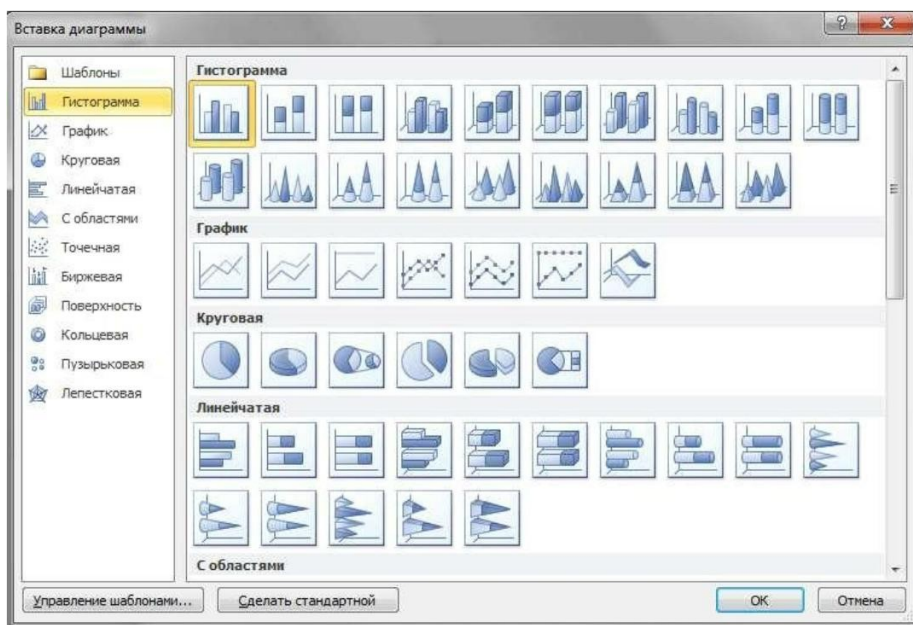 Вставка диаграммы
Шаблоны
Гистограмма
График
Круговая
Линейчатая
С областями
Точечная
Биржевая
Поверхность
Кольцевая
Пузырьковая
Лепестковая
Гистограмма
График
Круговая
Линейчатая
С областями
Управление шаблонами...
Сделать стандартной
ОК
Отмена